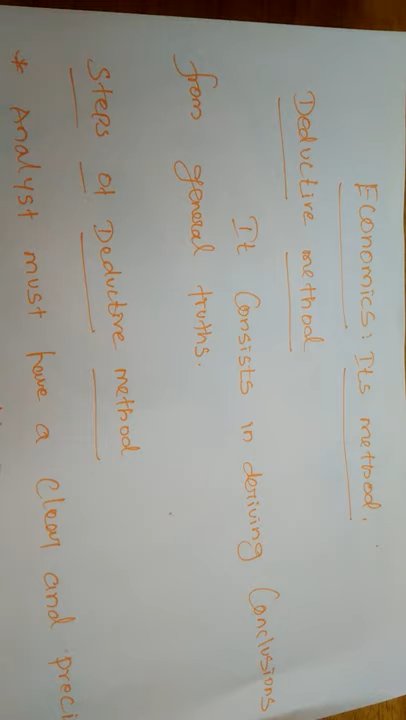 Economics: Its method.
Deductive method
It Consists in deriving Conclusions
from general truths.
Steps of Deductive method
* Analyst must have a Clear and preci